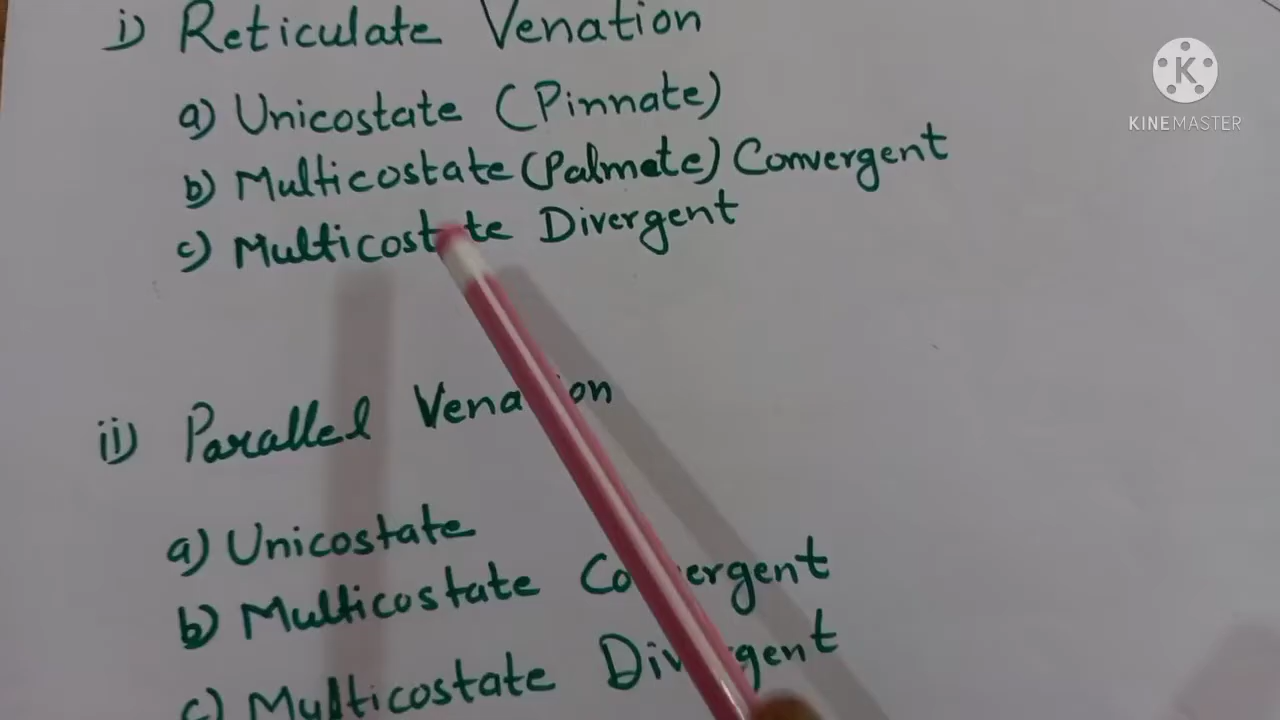 i) Reticulate Venation
a) Unicostate (Pinnate)
b) Multicostate (Palmate) Convergent
c) Multicostate Divergent
ii) Parallel Venation
a) Unicostate
b) Multicostate Convergent
c) Multicostate Divergent
K
KINEMASTER